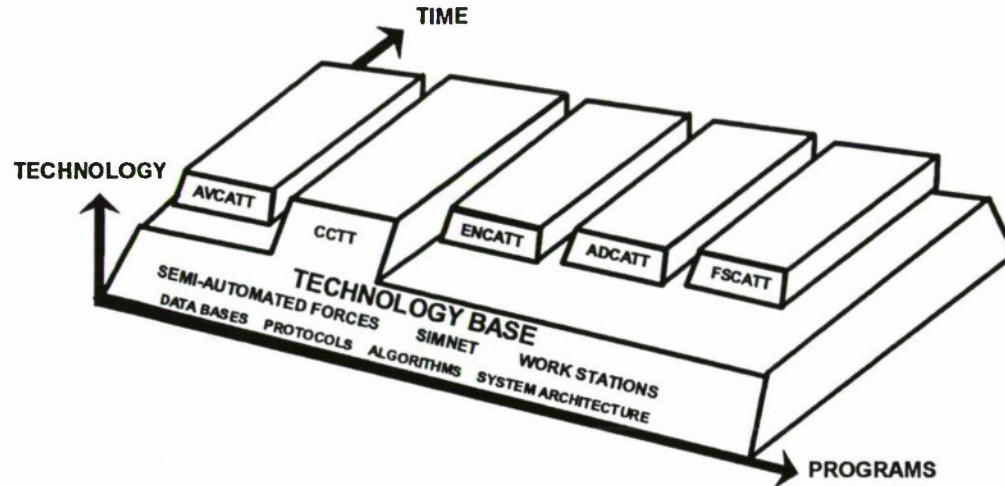 TIME
TECHNOLOGY
AVCATT
CCTT
ENCATT
ADCATT
FSCATT
TECHNOLOGY BASE
SEMI-AUTOMATED FORCES
SIMNET
WORK STATIONS
DATA BASES
PROTOCOLS
ALGORITHMS
SYSTEM ARCHITECTURE
PROGRAMS